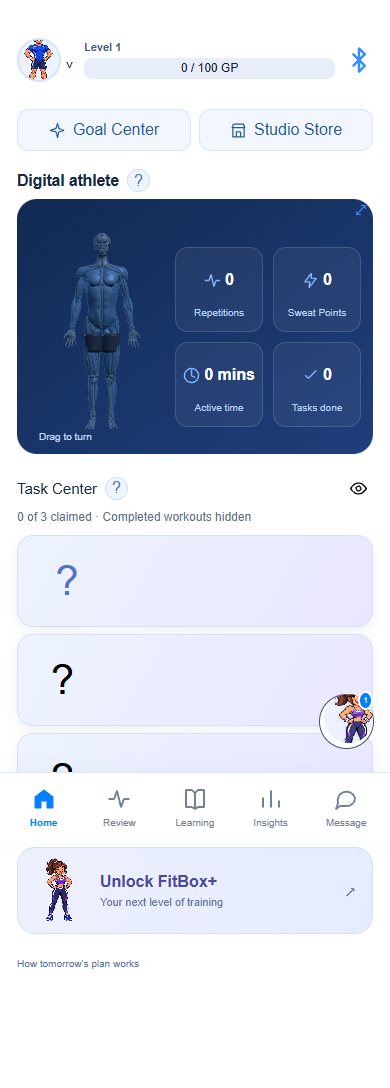 Level 1
v
0 / 100 GP
Goal Center
Studio Store
Digital athlete ?
0
Repetitions
0
Sweat Points
0 mins
Active time
0
Tasks done
Drag to turn
Task Center ?
0 of 3 claimed · Completed workouts hidden
?
?
1
?
Home
Review
Learning
Insights
Message
Unlock FitBox+
Your next level of training
↗
How tomorrow's plan works